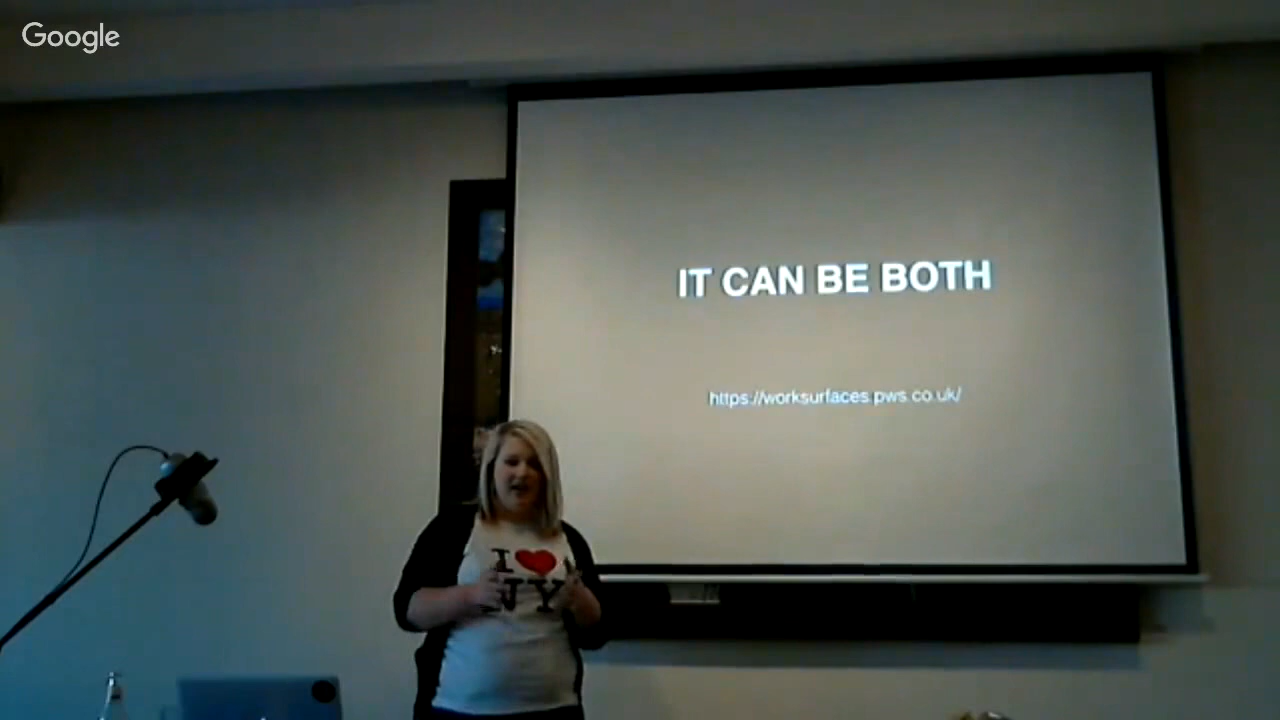 Google
IT CAN BE BOTH
https://worksurfaces.pws.co.uk/
I ❤
NY